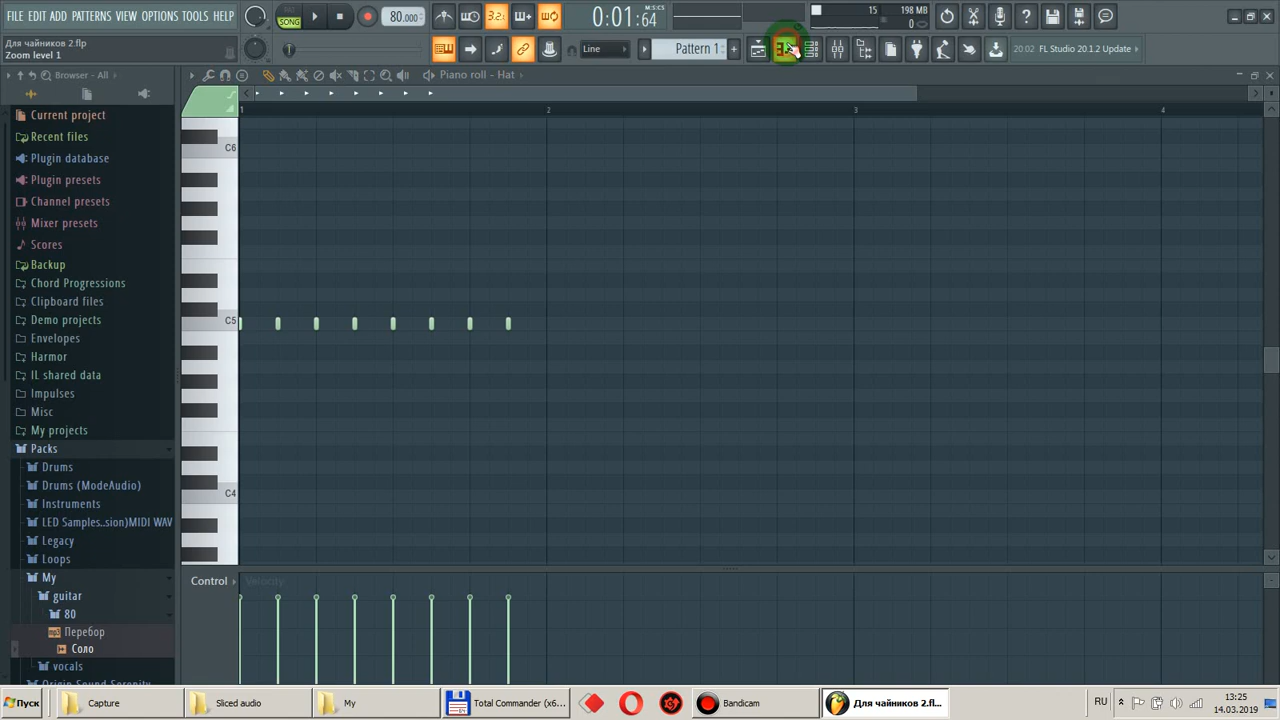 FILE EDIT ADD PATTERNS VIEW OPTIONS TOOLS HELP
SONG
80.000
3.2.
0:01:64
M:S:CS
15
198 MB
0
Для чайников 2.flp
Zoom level 1
Line
Pattern 1
20.02 FL Studio 20.1.2 Update
Browser - All
Piano roll - Hat
1
2
3
4
Current project
Recent files
Plugin database
Plugin presets
Channel presets
Mixer presets
Scores
Backup
Chord Progressions
Clipboard files
Demo projects
Envelopes
Harmor
IL shared data
Impulses
Misc
My projects
Packs
Drums
Drums (ModeAudio)
Instruments
LED Samples..sion)MIDI WAV
Legacy
Loops
My
guitar
80
Перебор
Соло
vocals
Origin Sound Serenity
C6
C5
C4
Control
Velocity
Пуск
Capture
Sliced audio
My
Total Commander (x6...
Bandicam
Для чайников 2.fl...
RU
13:25
14.03.2019